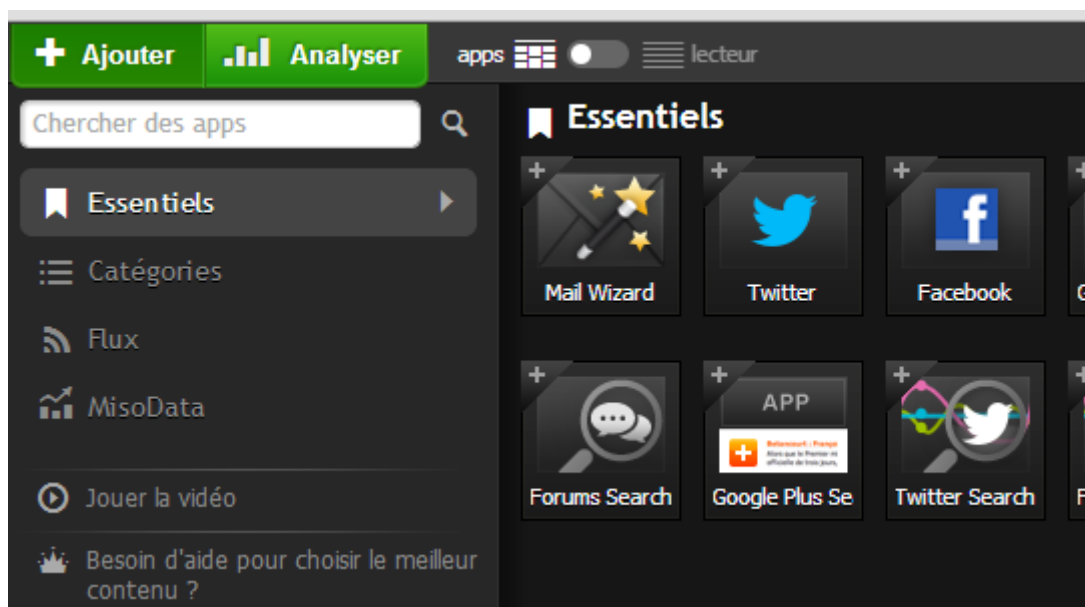 Ajouter
Analyser
apps
lecteur
Chercher des apps
Essentiels
Catégories
Flux
MisoData
Jouer la vidéo
Besoin d'aide pour choisir le meilleur
contenu ?
Essentiels
Mail Wizard
Twitter
Facebook
APP
Forums Search
Google Plus Se
Twitter Search